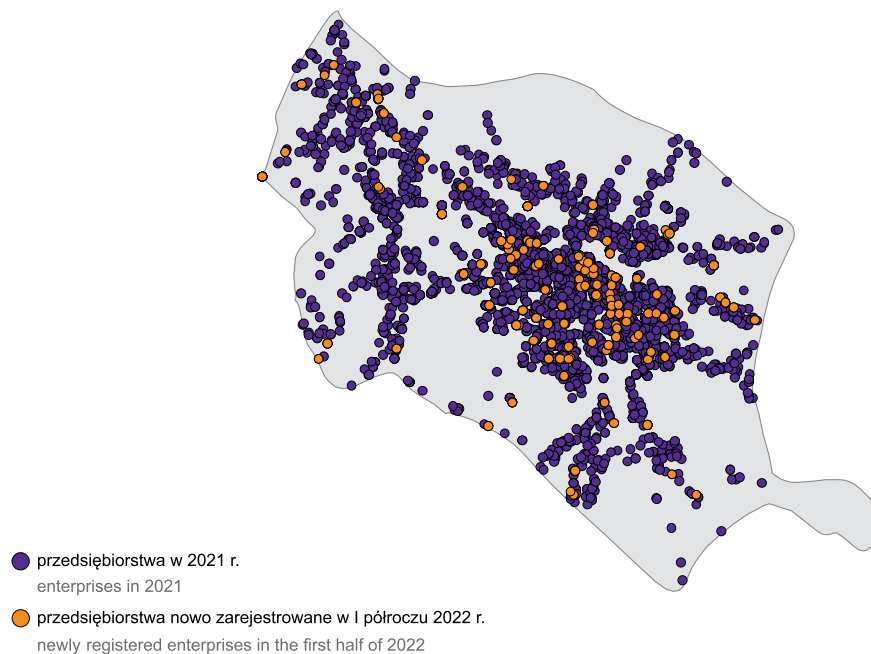 przedsiębiorstwa w 2021 r.
enterprises in 2021
przedsiębiorstwa nowo zarejestrowane w I półroczu 2022 r.
newly registered enterprises in the first half of 2022